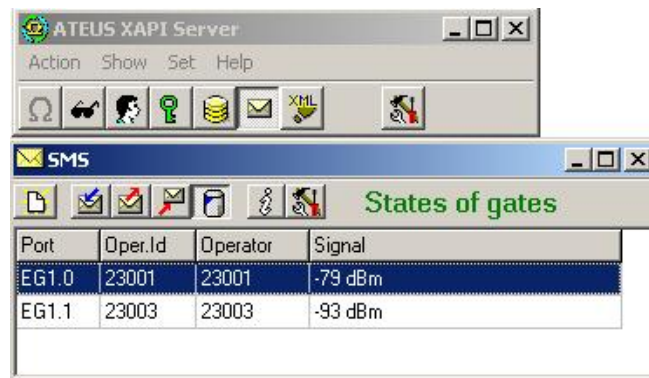 ATEUS XAPI Server
Action Show Set Help
XML
SMS
States of gates
Port Oper.Id Operator Signal
EG1.0 23001 23001 -79 dBm
EG1.1 23003 23003 -93 dBm